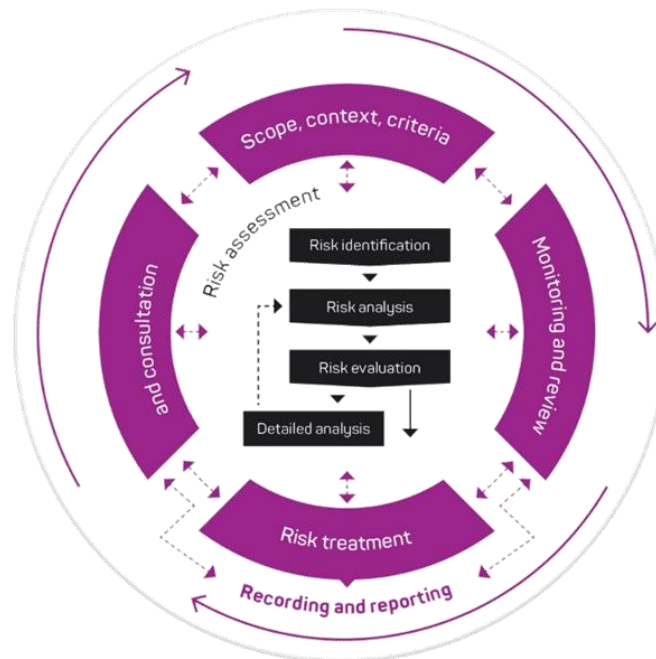 Scope, context, criteria
Risk assessment
Risk identification
Risk analysis
Risk evaluation
Detailed analysis
and consultation
Monitoring and review
Risk treatment
Recording and reporting